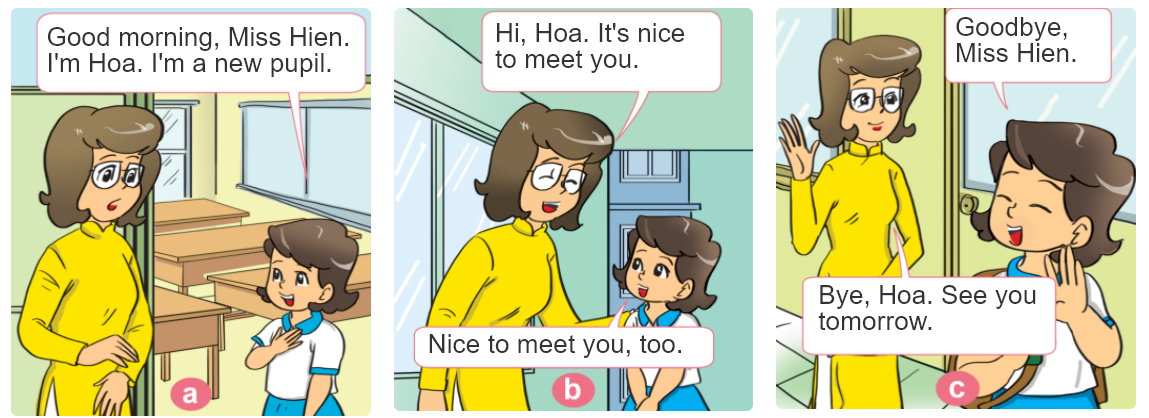 Good morning, Miss Hien.
I'm Hoa. I'm a new pupil.
a
Hi, Hoa. It's nice
to meet you.
Nice to meet you, too.
b
Goodbye,
Miss Hien.
Bye, Hoa. See you
tomorrow.
c